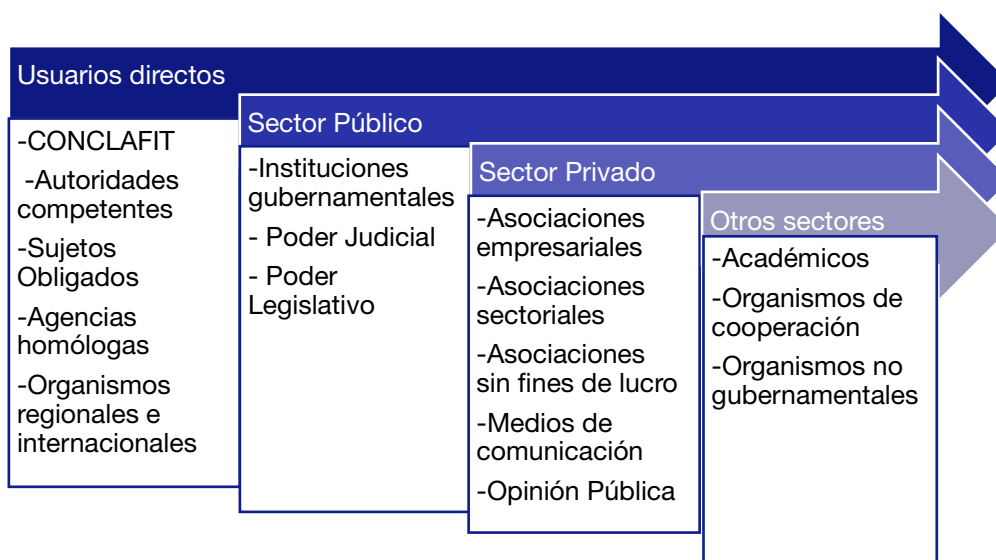 Usuarios directos
-CONCLAFIT
-Autoridades
competentes
-Sujetos
Obligados
-Agencias
homólogas
-Organismos
regionales e
internacionales
Sector Público
-Instituciones
gubernamentales
- Poder Judicial
- Poder
Legislativo
Sector Privado
-Asociaciones
empresariales
-Asociaciones
sectoriales
-Asociaciones
sin fines de lucro
-Medios de
comunicación
-Opinión Pública
Otros sectores
-Académicos
-Organismos de
cooperación
-Organismos no
gubernamentales